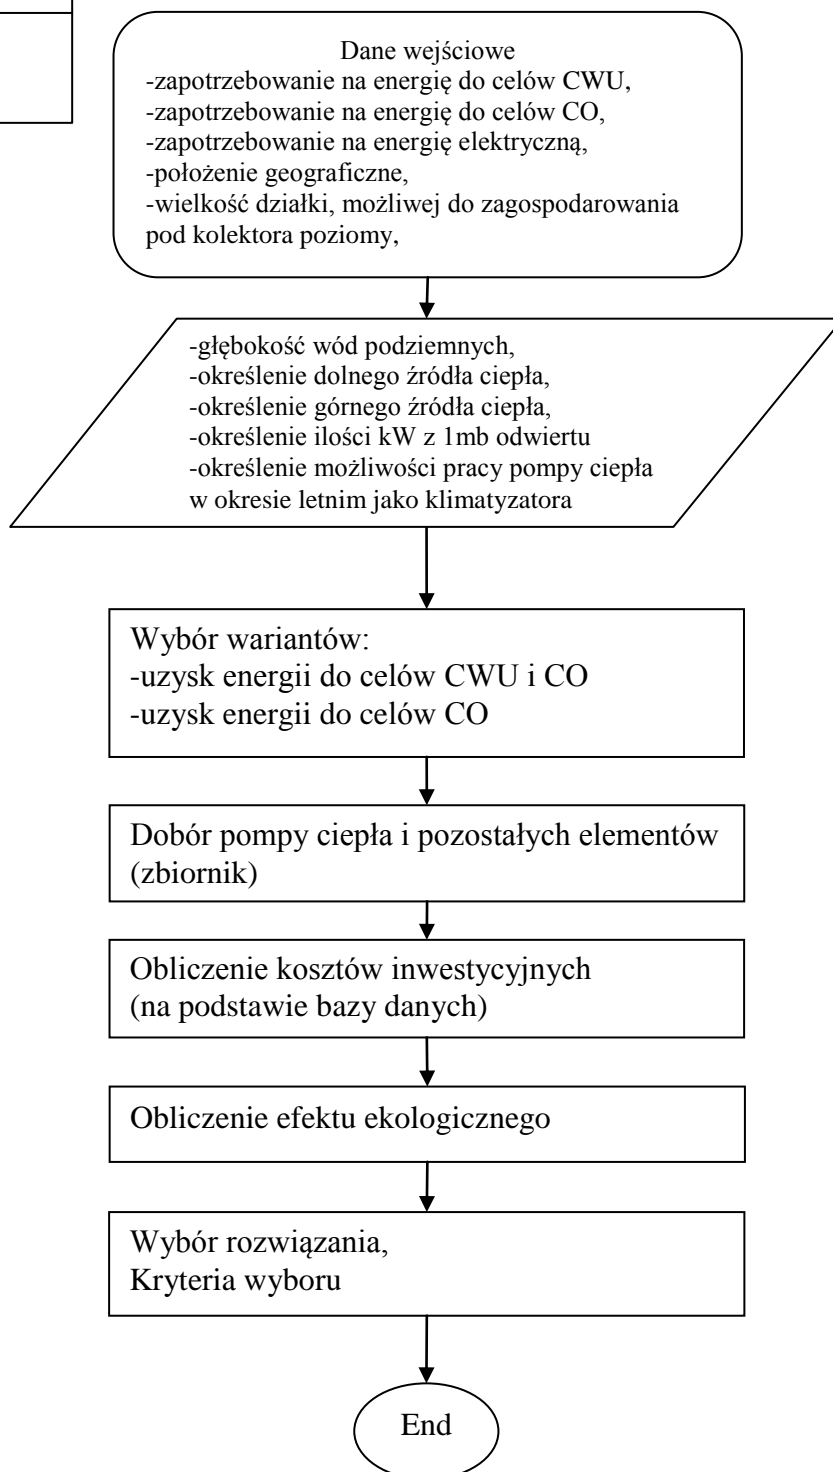 Dane wejściowe
-zapotrzebowanie na energię do celów CWU,
-zapotrzebowanie na energię do celów CO,
-zapotrzebowanie na energię elektryczną,
-położenie geograficzne,
-wielkość działki, możliwej do zagospodarowania
pod kolektora poziomy,
-głębokość wód podziemnych,
-określenie dolnego źródła ciepła,
-określenie górnego źródła ciepła,
-określenie ilości kW z 1mb odwiertu
-określenie możliwości pracy pompy ciepła
w okresie letnim jako klimatyzatora
Wybór wariantów:
-uzysk energii do celów CWU i CO
-uzysk energii do celów CO
Dobór pompy ciepła i pozostałych elementów
(zbiornik)
Obliczenie kosztów inwestycyjnych
(na podstawie bazy danych)
Obliczenie efektu ekologicznego
Wybór rozwiązania,
Kryteria wyboru
End